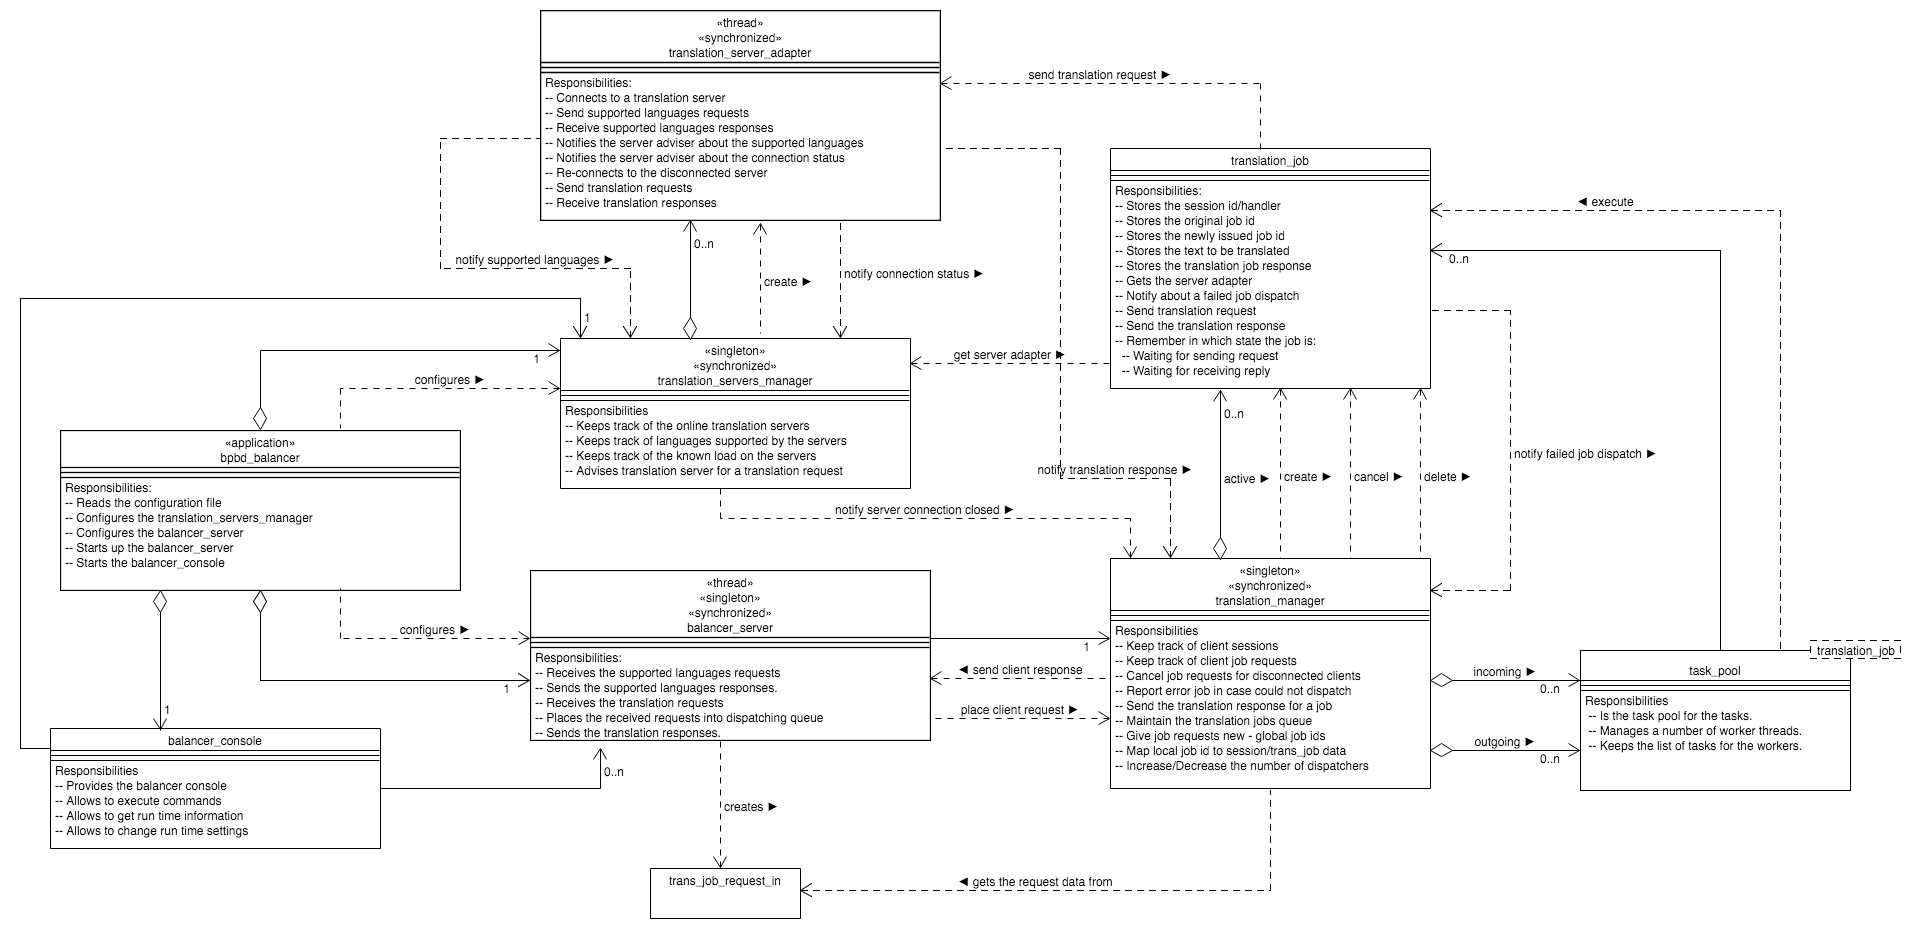 «thread»
«synchronized»
translation_server_adapter
Responsibilities:
-- Connects to a translation server
-- Send supported languages requests
-- Receive supported languages responses
-- Notifies the server adviser about the supported languages
-- Notifies the server adviser about the connection status
-- Re-connects to the disconnected server
-- Send translation requests
-- Receive translation responses
send translation request ►
translation_job
Responsibilities:
-- Stores the session id/handler
-- Stores the original job id
-- Stores the newly issued job id
-- Stores the text to be translated
-- Stores the translation job response
-- Gets the server adapter
-- Notify about a failed job dispatch
-- Send translation request
-- Send the translation response
-- Remember in which state the job is:
-- Waiting for sending request
-- Waiting for receiving reply
◄ execute
0..n
notify supported languages ►
0..n
create ►
notify connection status ►
1
1
configures ►
«singleton»
«synchronized»
translation_servers_manager
Responsibilities
-- Keeps track of the online translation servers
-- Keeps track of languages supported by the servers
-- Keeps track of the known load on the servers
-- Advises translation server for a translation request
get server adapter ►
«application»
bpbd_balancer
Responsibilities:
-- Reads the configuration file
-- Configures the translation_servers_manager
-- Configures the balancer_server
-- Starts up the balancer_server
-- Starts the balancer_console
notify translation response ►
0..n
active ►
create ►
cancel ►
delete ►
notify failed job dispatch ►
notify server connection closed ►
configures ►
1
1
«thread»
«singleton»
«synchronized»
balancer_server
Responsibilities:
-- Receives the supported languages requests
-- Sends the supported languages responses.
-- Receives the translation requests
-- Places the received requests into dispatching queue
-- Sends the translation responses.
1
◄ send client response
place client request ►
«singleton»
«synchronized»
translation_manager
Responsibilities
-- Keep track of client sessions
-- Keep track of client job requests
-- Cancel job requests for disconnected clients
-- Report error job in case could not dispatch
-- Send the translation response for a job
-- Maintain the translation jobs queue
-- Give job requests new - global job ids
-- Map local job id to session/trans_job data
-- Increase/Decrease the number of dispatchers
incoming ►
0..n
outgoing ►
0..n
translation_job
task_pool
Responsibilities
-- Is the task pool for the tasks.
-- Manages a number of worker threads.
-- Keeps the list of tasks for the workers.
balancer_console
Responsibilities
-- Provides the balancer console
-- Allows to execute commands
-- Allows to get run time information
-- Allows to change run time settings
0..n
creates ►
trans_job_request_in
◄ gets the request data from